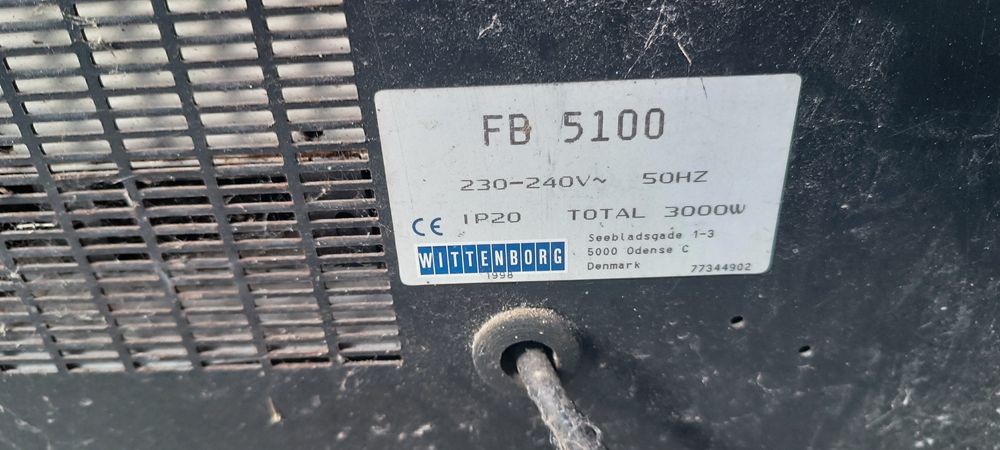 FB 5100
230-240V~ 50HZ
CE IP20 TOTAL 3000W
WITTENBORG
1998
Seebladsgade 1-3
5000 Odense C
Denmark 77344902